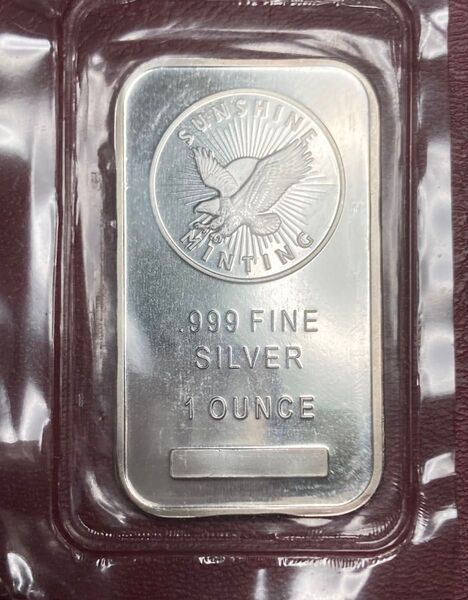 SUNSHINE
MINTING
.999 FINE
SILVER
1 OUNCE